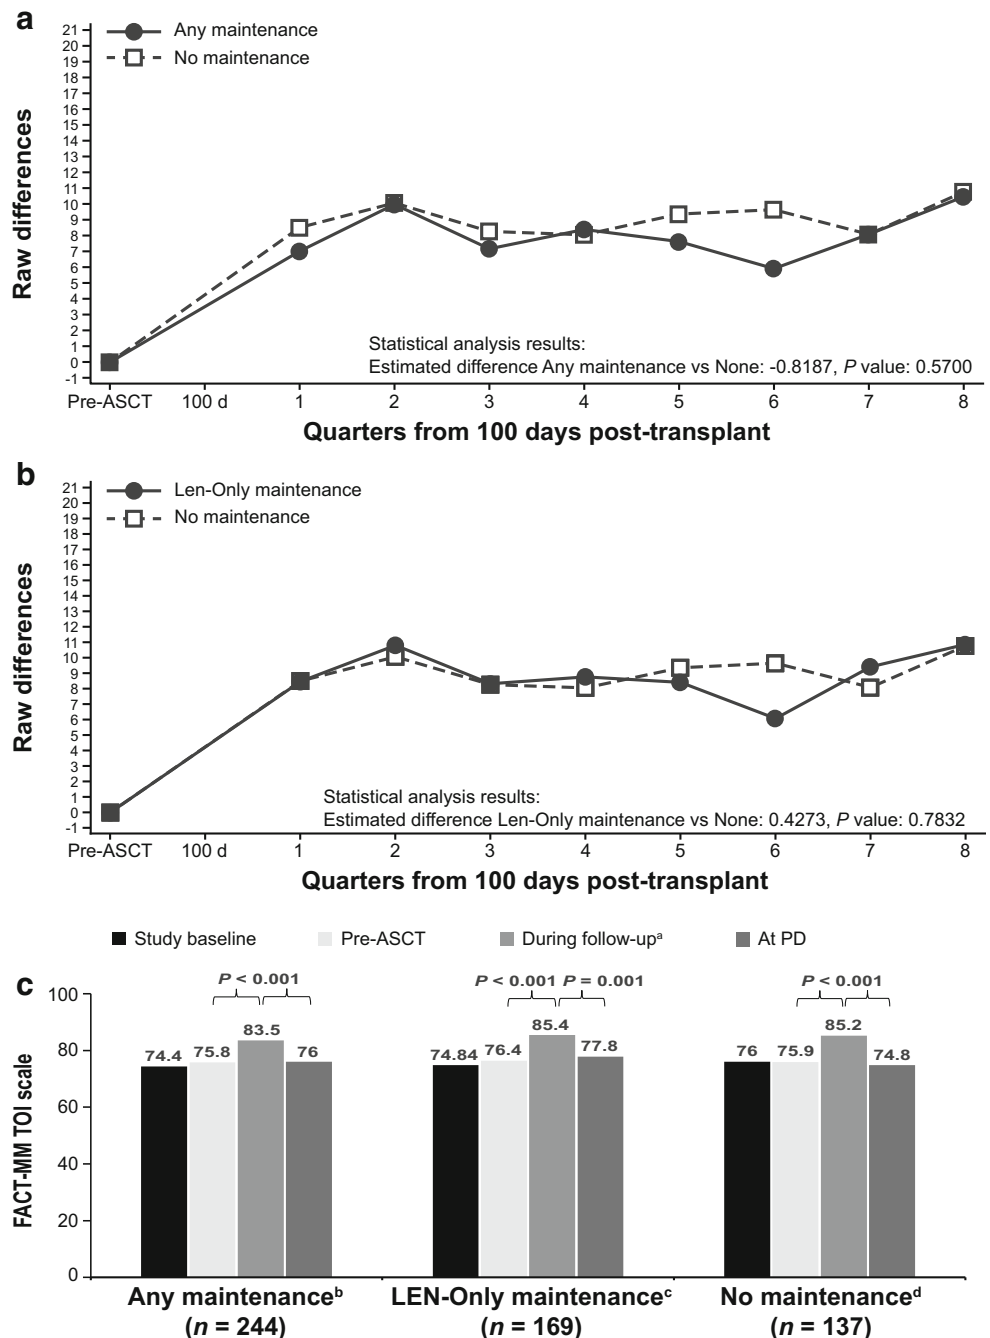 a
Any maintenance
No maintenance
21
20
19
18
17
16
15
14
13
12
11
10
9
8
7
6
5
4
3
2
1
0
-1
Raw differences
Statistical analysis results:
Estimated difference Any maintenance vs None: -0.8187, P value: 0.5700
Pre-ASCT 100 d 1 2 3 4 5 6 7 8
Quarters from 100 days post-transplant
b
Len-Only maintenance
No maintenance
21
20
19
18
17
16
15
14
13
12
11
10
9
8
7
6
5
4
3
2
1
0
-1
Raw differences
Statistical analysis results:
Estimated difference Len-Only maintenance vs None: 0.4273, P value: 0.7832
Pre-ASCT 100 d 1 2 3 4 5 6 7 8
Quarters from 100 days post-transplant
Study baseline Pre-ASCT During follow-upᵃ At PD
c
P < 0.001 P < 0.001 P = 0.001 P < 0.001
100
80
60
40
20
0
FACT-MM TOI scale
74.4 75.8 83.5 76
74.84 76.4 85.4 77.8
76 75.9 85.2 74.8
Any maintenanceᵇ LEN-Only maintenanceᶜ No maintenanceᵈ
(n = 244) (n = 169) (n = 137)